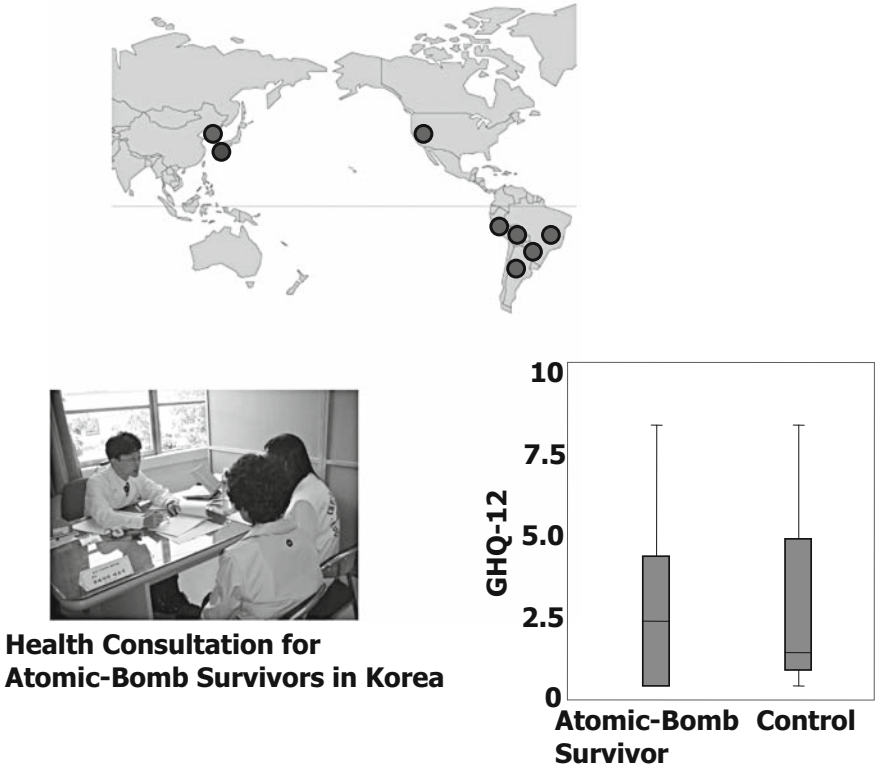 Health Consultation for
Atomic-Bomb Survivors in Korea
GHQ-12
10
7.5
5.0
2.5
0
Atomic-Bomb Survivor
Control